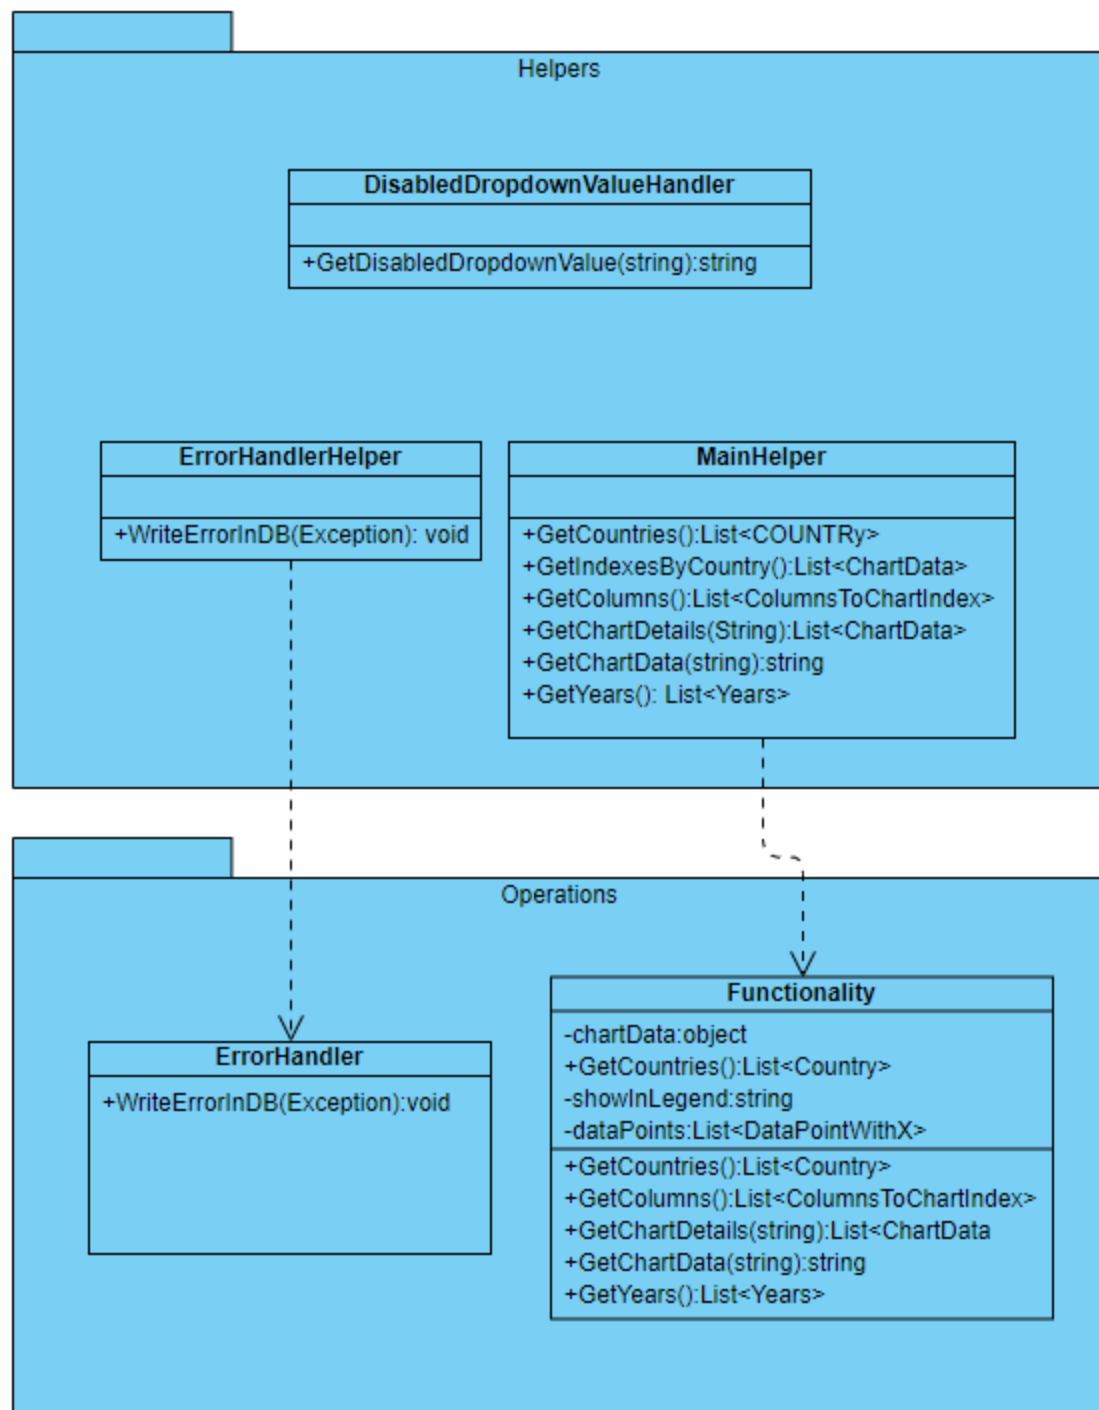 Helpers
DisabledDropdownValueHandler
+GetDisabledDropdownValue(string):string
ErrorHandlerHelper
+WriteErrorInDB(Exception): void
MainHelper
+GetCountries():List<COUNTRy>
+GetIndexesByCountry():List<ChartData>
+GetColumns():List<ColumnsToChartIndex>
+GetChartDetails(String):List<ChartData>
+GetChartData(string):string
+GetYears(): List<Years>
Operations
ErrorHandler
+WriteErrorInDB(Exception):void
Functionality
-chartData:object
+GetCountries():List<Country>
-showInLegend:string
-dataPoints:List<DataPointWithX>
+GetCountries():List<Country>
+GetColumns():List<ColumnsToChartIndex>
+GetChartDetails(string):List<ChartData
+GetChartData(string):string
+GetYears():List<Years>